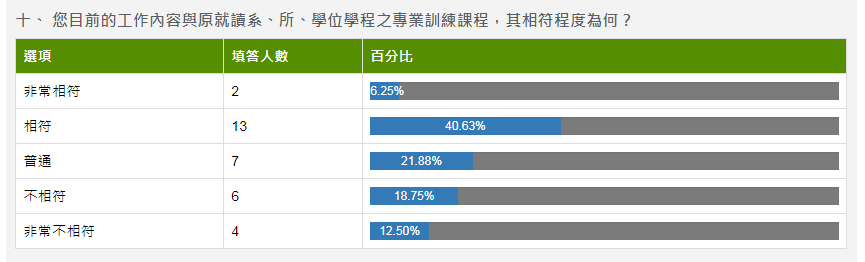 十、 您目前的工作內容與原就讀系、所、學位學程之專業訓練課程，其相符程度為何？
選項 填答人數 百分比
非常相符 2 6.25%
相符 13 40.63%
普通 7 21.88%
不相符 6 18.75%
非常不相符 4 12.50%